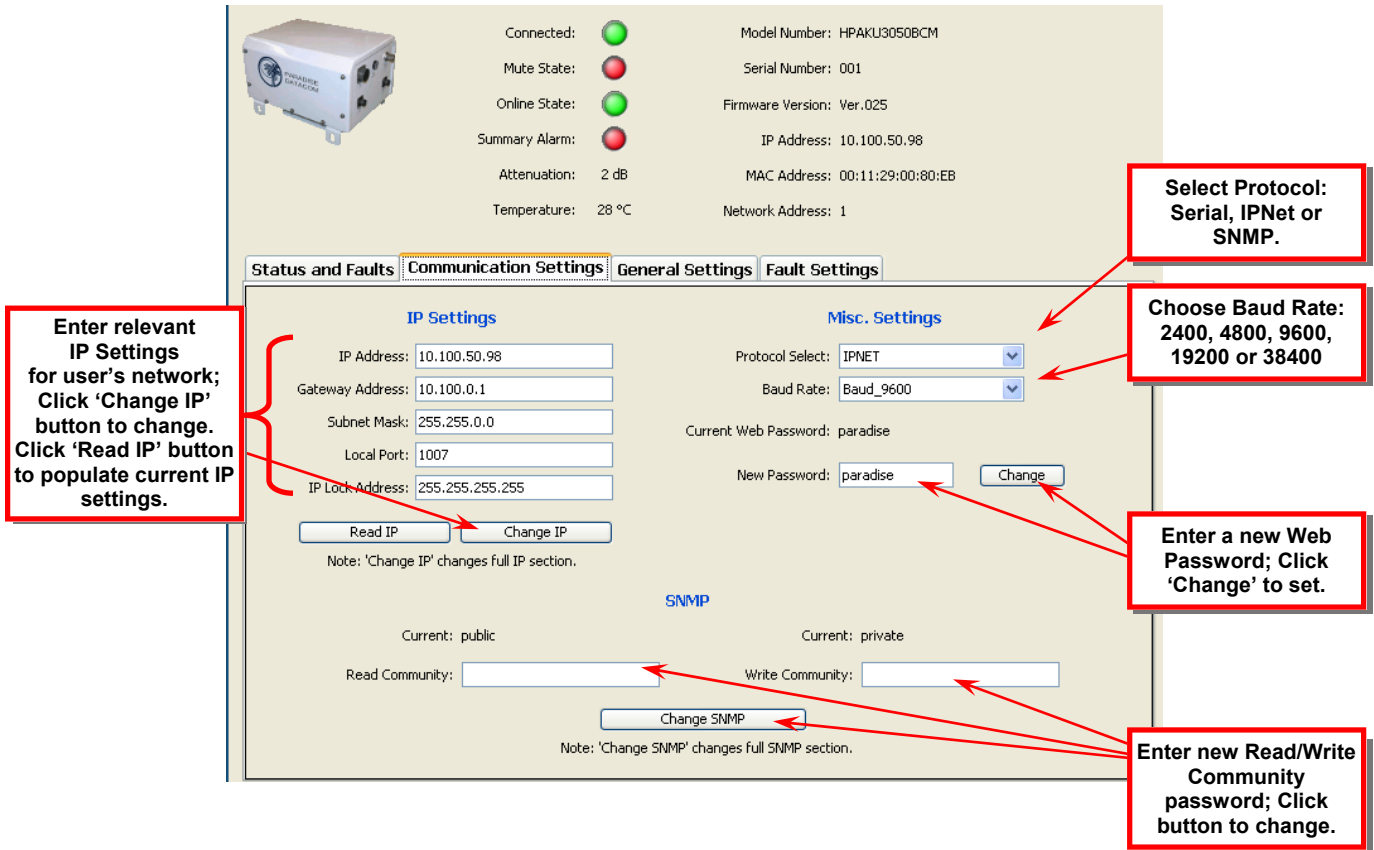 PARADISE
DATACOM
Connected:
Mute State:
Online State:
Summary Alarm:
Attenuation: 2 dB
Temperature: 28 °C
Model Number: HPAKU3050BCM
Serial Number: 001
Firmware Version: Ver.025
IP Address: 10.100.50.98
MAC Address: 00:11:29:00:80:EB
Network Address: 1
Select Protocol:
Serial, IPNet or
SNMP.
Status and Faults Communication Settings General Settings Fault Settings
Enter relevant
IP Settings
for user's network;
Click ‘Change IP’
button to change.
Click ‘Read IP’ button
to populate current IP
settings.
IP Settings
IP Address: 10.100.50.98
Gateway Address: 10.100.0.1
Subnet Mask: 255.255.0.0
Local Port: 1007
IP Lock Address: 255.255.255.255
Read IP Change IP
Note: 'Change IP' changes full IP section.
Misc. Settings
Protocol Select: IPNET
Baud Rate: Baud_9600
Current Web Password: paradise
New Password: paradise Change
Choose Baud Rate:
2400, 4800, 9600,
19200 or 38400
Enter a new Web
Password; Click
‘Change’ to set.
SNMP
Current: public
Current: private
Read Community:
Write Community:
Change SNMP
Note: 'Change SNMP' changes full SNMP section.
Enter new Read/Write
Community
password; Click
button to change.